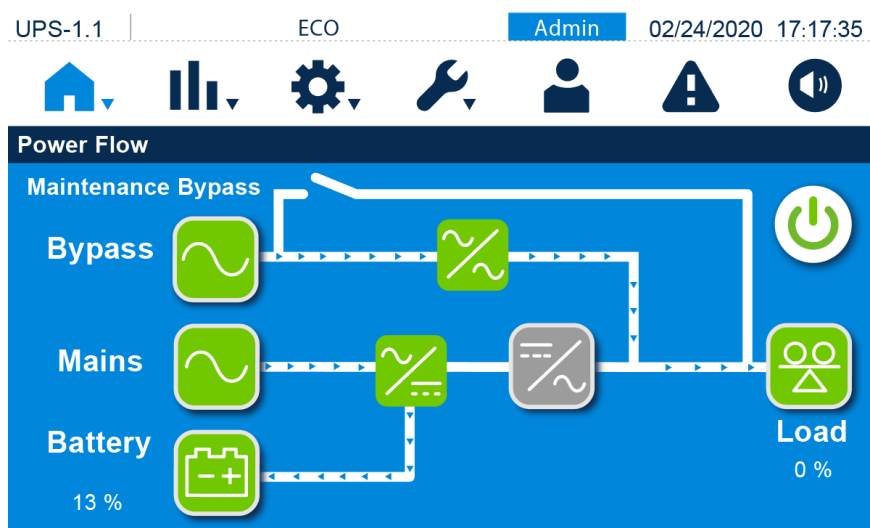 UPS-1.1 ECO Admin 02/24/2020 17:17:35
Power Flow
Maintenance Bypass
Bypass
Mains
Battery
13 %
Load
0 %